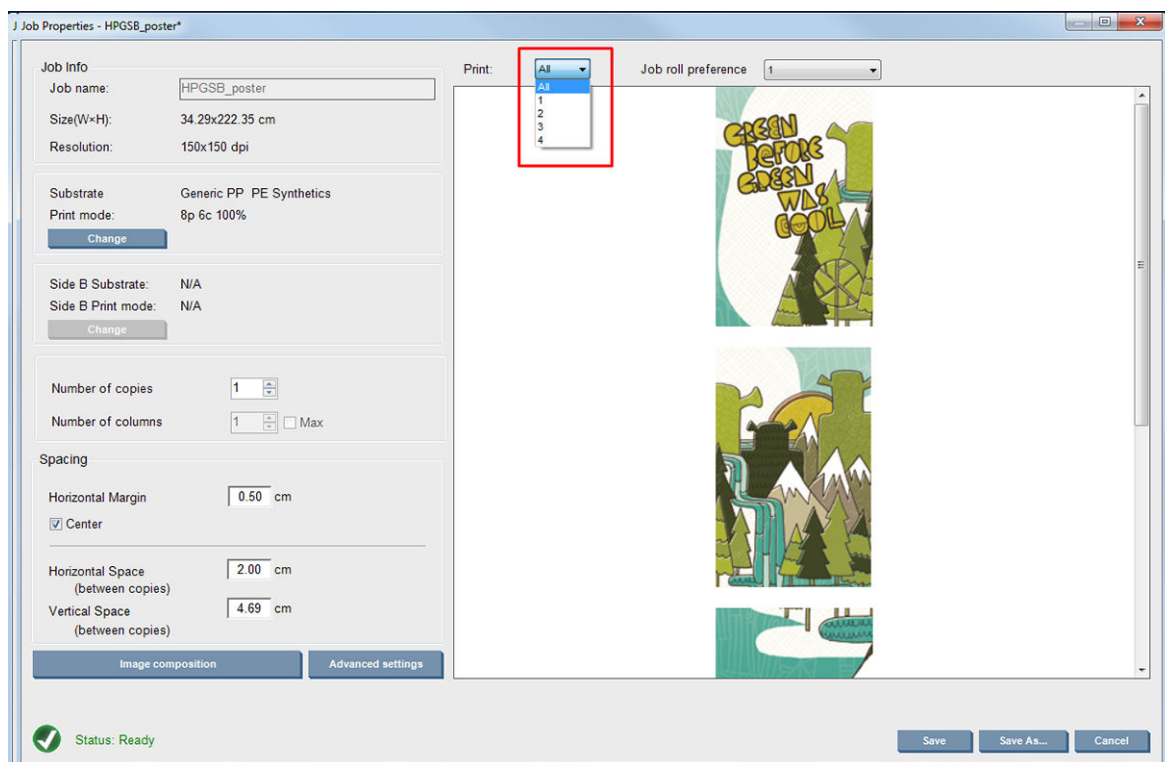 J Job Properties - HPGSB_poster*
Job Info
Job name: HPGSB_poster
Size(W×H): 34.29x222.35 cm
Resolution: 150x150 dpi
Substrate Generic PP PE Synthetics
Print mode: 8p 6c 100%
Change
Side B Substrate: N/A
Side B Print mode: N/A
Change
Number of copies 1
Number of columns 1 Max
Spacing
Horizontal Margin 0.50 cm
Center
Horizontal Space 2.00 cm
(between copies)
Vertical Space 4.69 cm
(between copies)
Image composition Advanced settings
Print: All Job roll preference 1
All
1
2
3
4
GREEN
BEFORE
GREEN
WAS
COOL
Status: Ready
Save Save As... Cancel